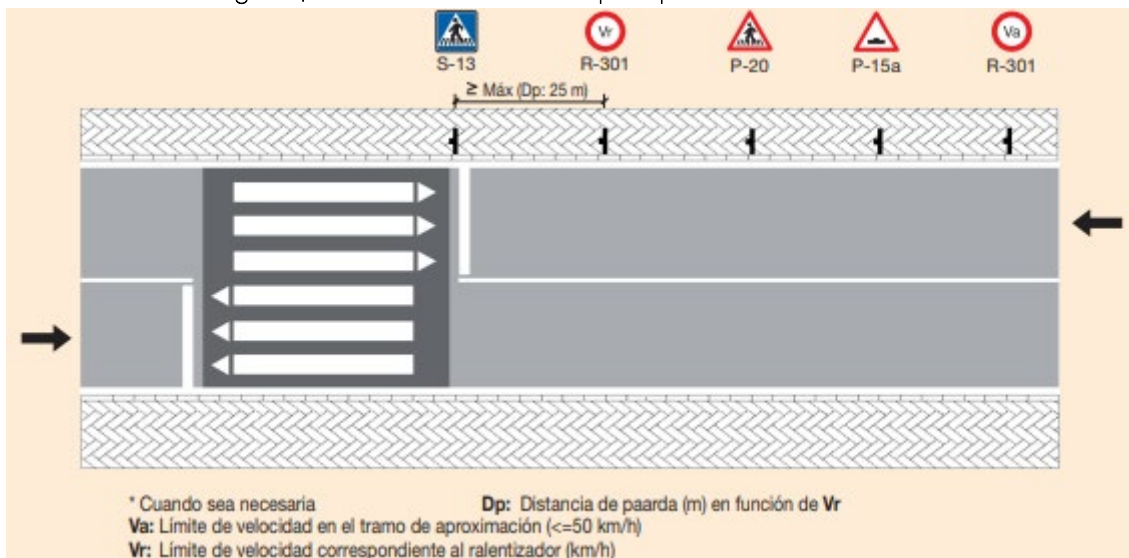 Vr
Va
S-13
R-301
P-20
P-15a
R-301
≥ Máx (Dp: 25 m)
* Cuando sea necesaria Dp: Distancia de paarda (m) en función de Vr
Va: Límite de velocidad en el tramo de aproximación (<=50 km/h)
Vr: Límite de velocidad correspondiente al ralentizador (km/h)